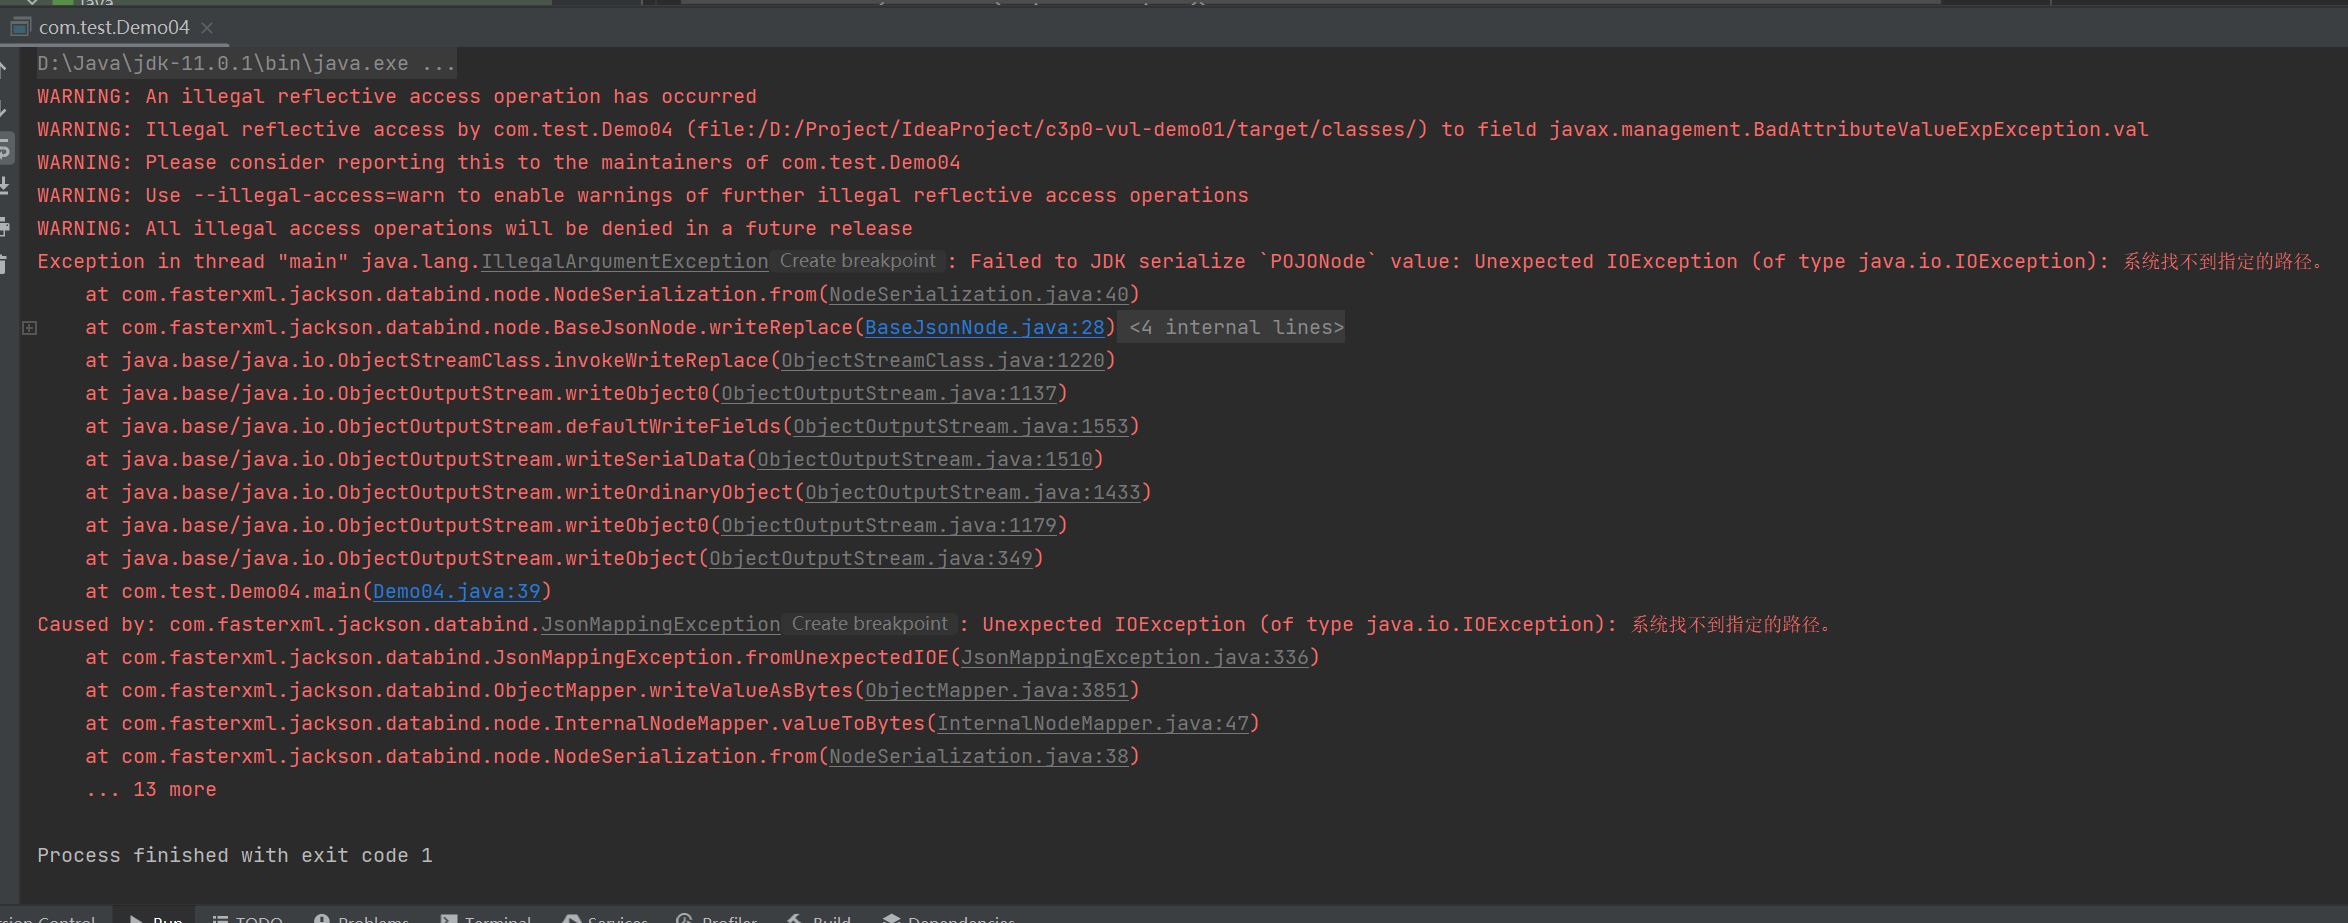 Java
com.test.Demo04
D:\Java\jdk-11.0.1\bin\java.exe ...
WARNING: An illegal reflective access operation has occurred
WARNING: Illegal reflective access by com.test.Demo04 (file:/D:/Project/IdeaProject/c3p0-vul-demo01/target/classes/) to field javax.management.BadAttributeValueExpException.val
WARNING: Please consider reporting this to the maintainers of com.test.Demo04
WARNING: Use --illegal-access=warn to enable warnings of further illegal reflective access operations
WARNING: All illegal access operations will be denied in a future release
Exception in thread "main" java.lang.IllegalArgumentException Create breakpoint : Failed to JDK serialize `POJONode` value: Unexpected IOException (of type java.io.IOException): 系统找不到指定的路径。
at com.fasterxml.jackson.databind.node.NodeSerialization.from(NodeSerialization.java:40)
at com.fasterxml.jackson.databind.node.BaseJsonNode.writeReplace(BaseJsonNode.java:28) <4 internal lines>
at java.base/java.io.ObjectStreamClass.invokeWriteReplace(ObjectStreamClass.java:1220)
at java.base/java.io.ObjectOutputStream.writeObject0(ObjectOutputStream.java:1137)
at java.base/java.io.ObjectOutputStream.defaultWriteFields(ObjectOutputStream.java:1553)
at java.base/java.io.ObjectOutputStream.writeSerialData(ObjectOutputStream.java:1510)
at java.base/java.io.ObjectOutputStream.writeOrdinaryObject(ObjectOutputStream.java:1433)
at java.base/java.io.ObjectOutputStream.writeObject0(ObjectOutputStream.java:1179)
at java.base/java.io.ObjectOutputStream.writeObject(ObjectOutputStream.java:349)
at com.test.Demo04.main(Demo04.java:39)
Caused by: com.fasterxml.jackson.databind.JsonMappingException Create breakpoint : Unexpected IOException (of type java.io.IOException): 系统找不到指定的路径。
at com.fasterxml.jackson.databind.JsonMappingException.fromUnexpectedIOE(JsonMappingException.java:336)
at com.fasterxml.jackson.databind.ObjectMapper.writeValueAsBytes(ObjectMapper.java:3851)
at com.fasterxml.jackson.databind.node.InternalNodeMapper.valueToBytes(InternalNodeMapper.java:47)
at com.fasterxml.jackson.databind.node.NodeSerialization.from(NodeSerialization.java:38)
... 13 more
Process finished with exit code 1
Control Run TODO Problems Terminal Services Profiler Build Dependencies